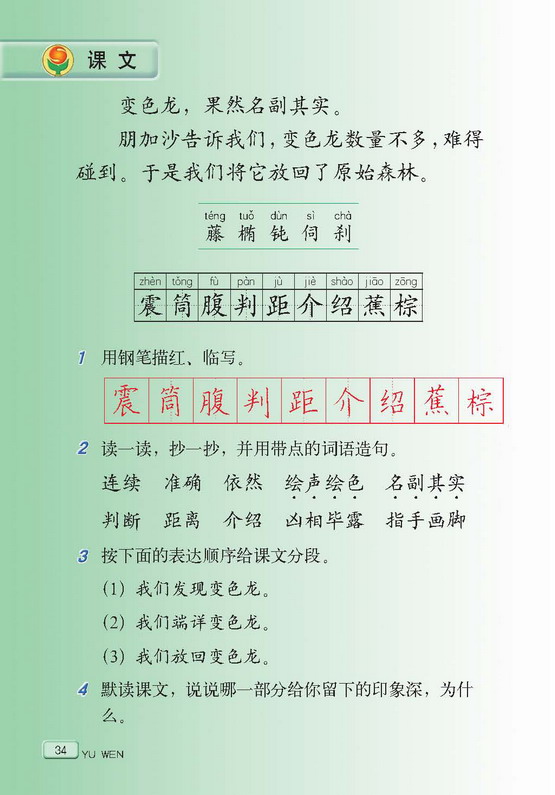 课文
变色龙，果然名副其实。
朋加沙告诉我们，变色龙数量不多，难得
碰到。于是我们将它放回了原始森林。
téng tuǒ dùn sì chà
藤 椭 钝 伺 刹
zhèn tǒng fù pàn jù jiè shào jiāo zōng
震 筒 腹 判 距 介 绍 蕉 棕
1 用钢笔描红、临写。
震 筒 腹 判 距 介 绍 蕉 棕
2 读一读，抄一抄，并用带点的词语造句。
连续 准确 依然 绘声绘色 名副其实
判断 距离 介绍 凶相毕露 指手画脚
3 按下面的表达顺序给课文分段。
(1) 我们发现变色龙。
(2) 我们端详变色龙。
(3) 我们放回变色龙。
4 默读课文，说说哪一部分给你留下的印象深，为什
么。
34 YU WEN